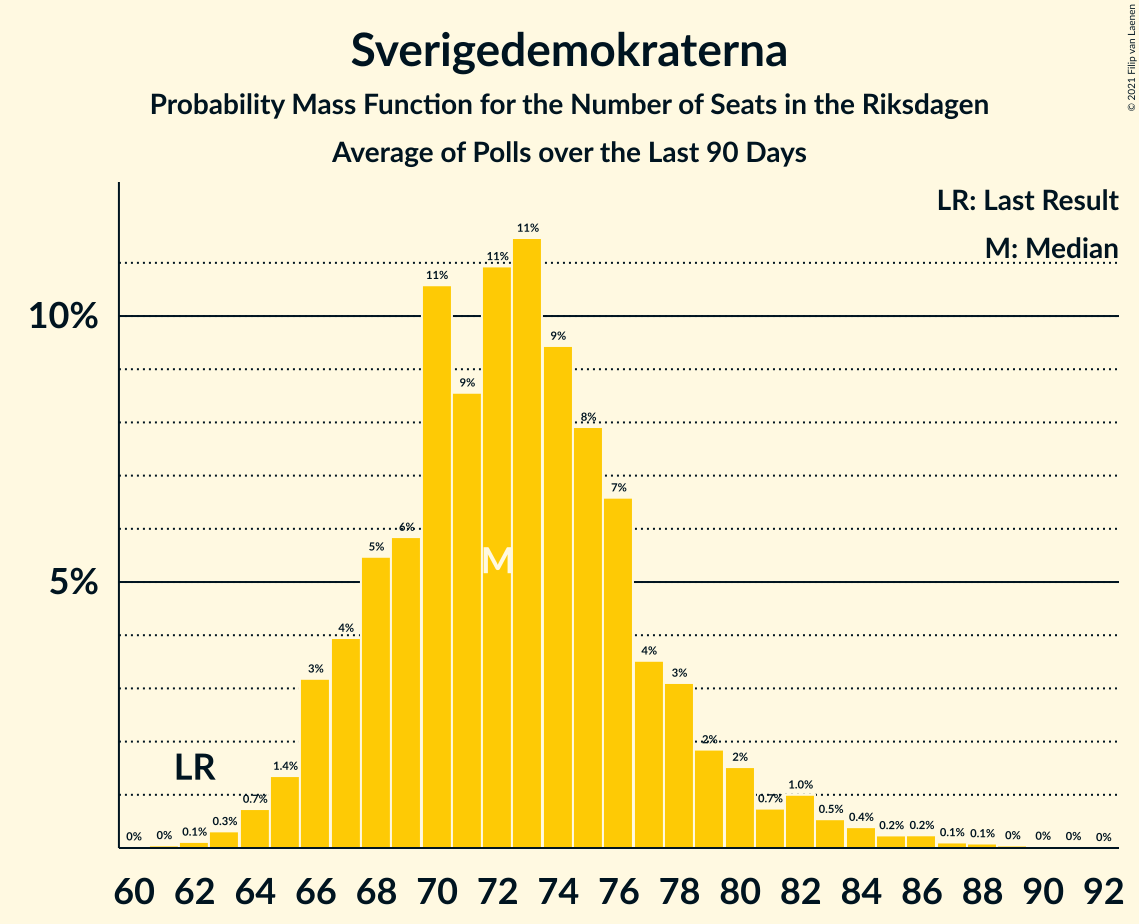 Sverigedemokraterna
Probability Mass Function for the Number of Seats in the Riksdagen
Average of Polls over the Last 90 Days
© 2021 Filip van Laenen
LR: Last Result
M: Median
10%
5%
LR
M
0% 0% 0.1% 0.3% 0.7% 1.4% 3% 4% 5% 6% 11% 9% 11% 11% 9% 8% 7% 4% 3% 2% 2% 0.7% 1.0% 0.5% 0.4% 0.2% 0.2% 0.1% 0.1% 0% 0% 0% 0%
60 62 64 66 68 70 72 74 76 78 80 82 84 86 88 90 92